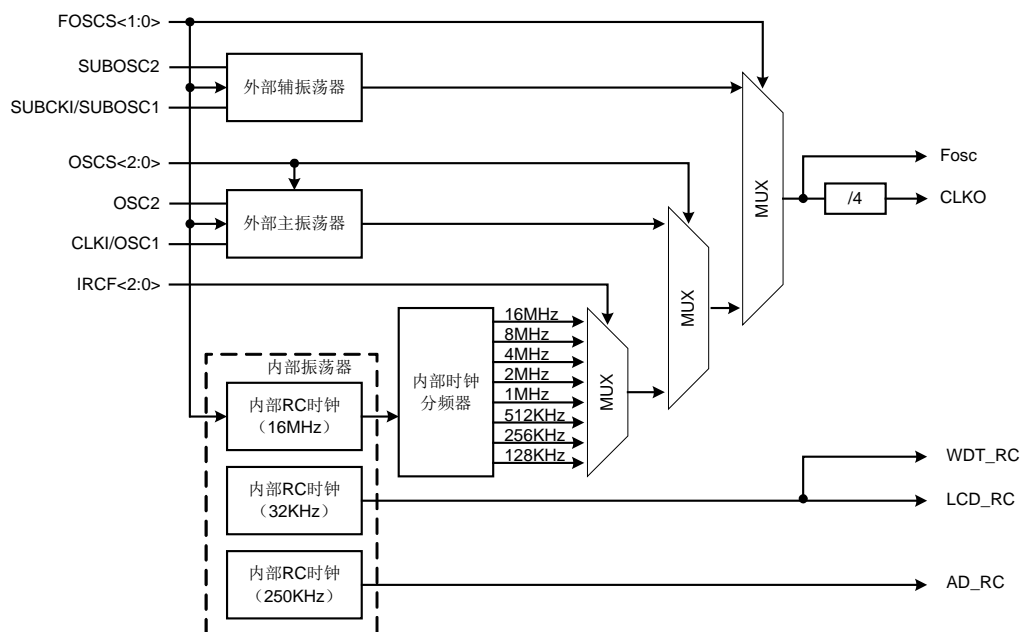 FOSCS<1:0>
SUBOSC2
外部辅振荡器
SUBCKI/SUBOSC1
OSCS<2:0>
Fosc
MUX
/4
CLKO
OSC2
外部主振荡器
CLKI/OSC1
IRCF<2:0>
MUX
16MHz
8MHz
4MHz
2MHz
1MHz
512KHz
256KHz
128KHz
内部时钟
分频器
MUX
内部振荡器
内部RC时钟
（16MHz）
WDT_RC
内部RC时钟
（32KHz）
LCD_RC
内部RC时钟
（250KHz）
AD_RC